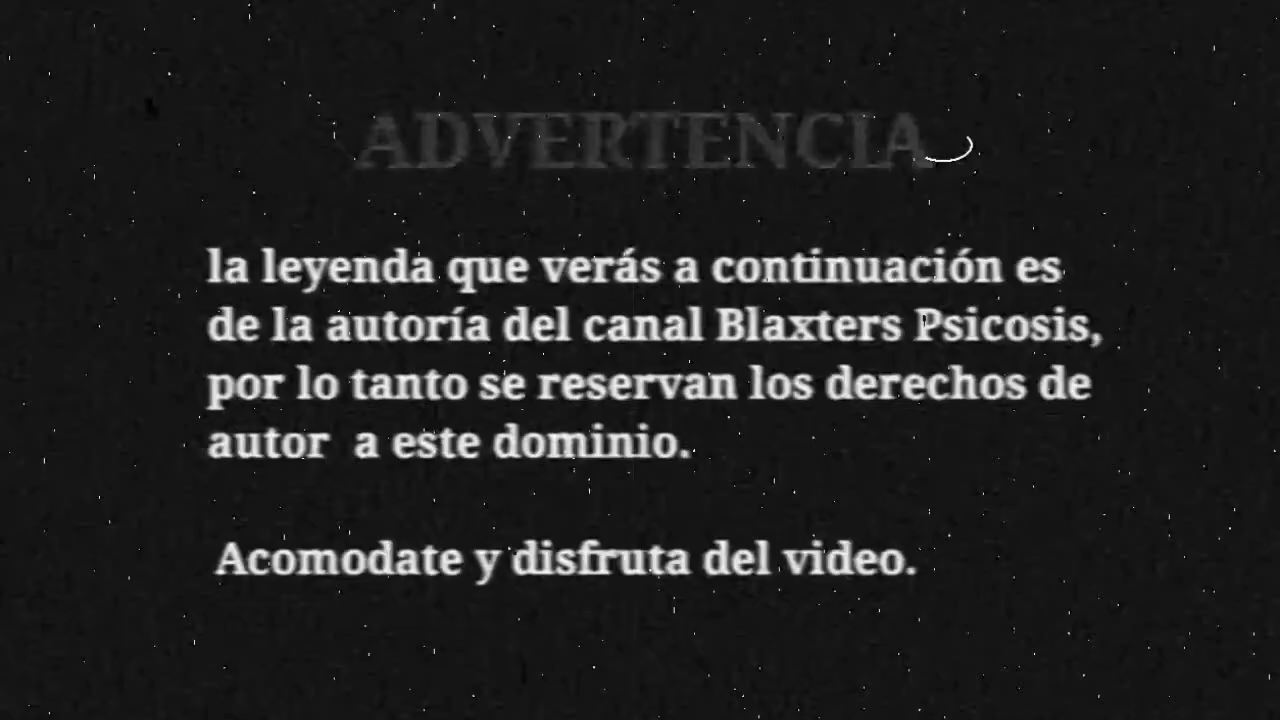 ADVERTENCIA
la leyenda que verás a continuación es
de la autoría del canal Blaxters Psicosis,
por lo tanto se reservan los derechos de
autor  a este dominio.
Acomodate y disfruta del video.